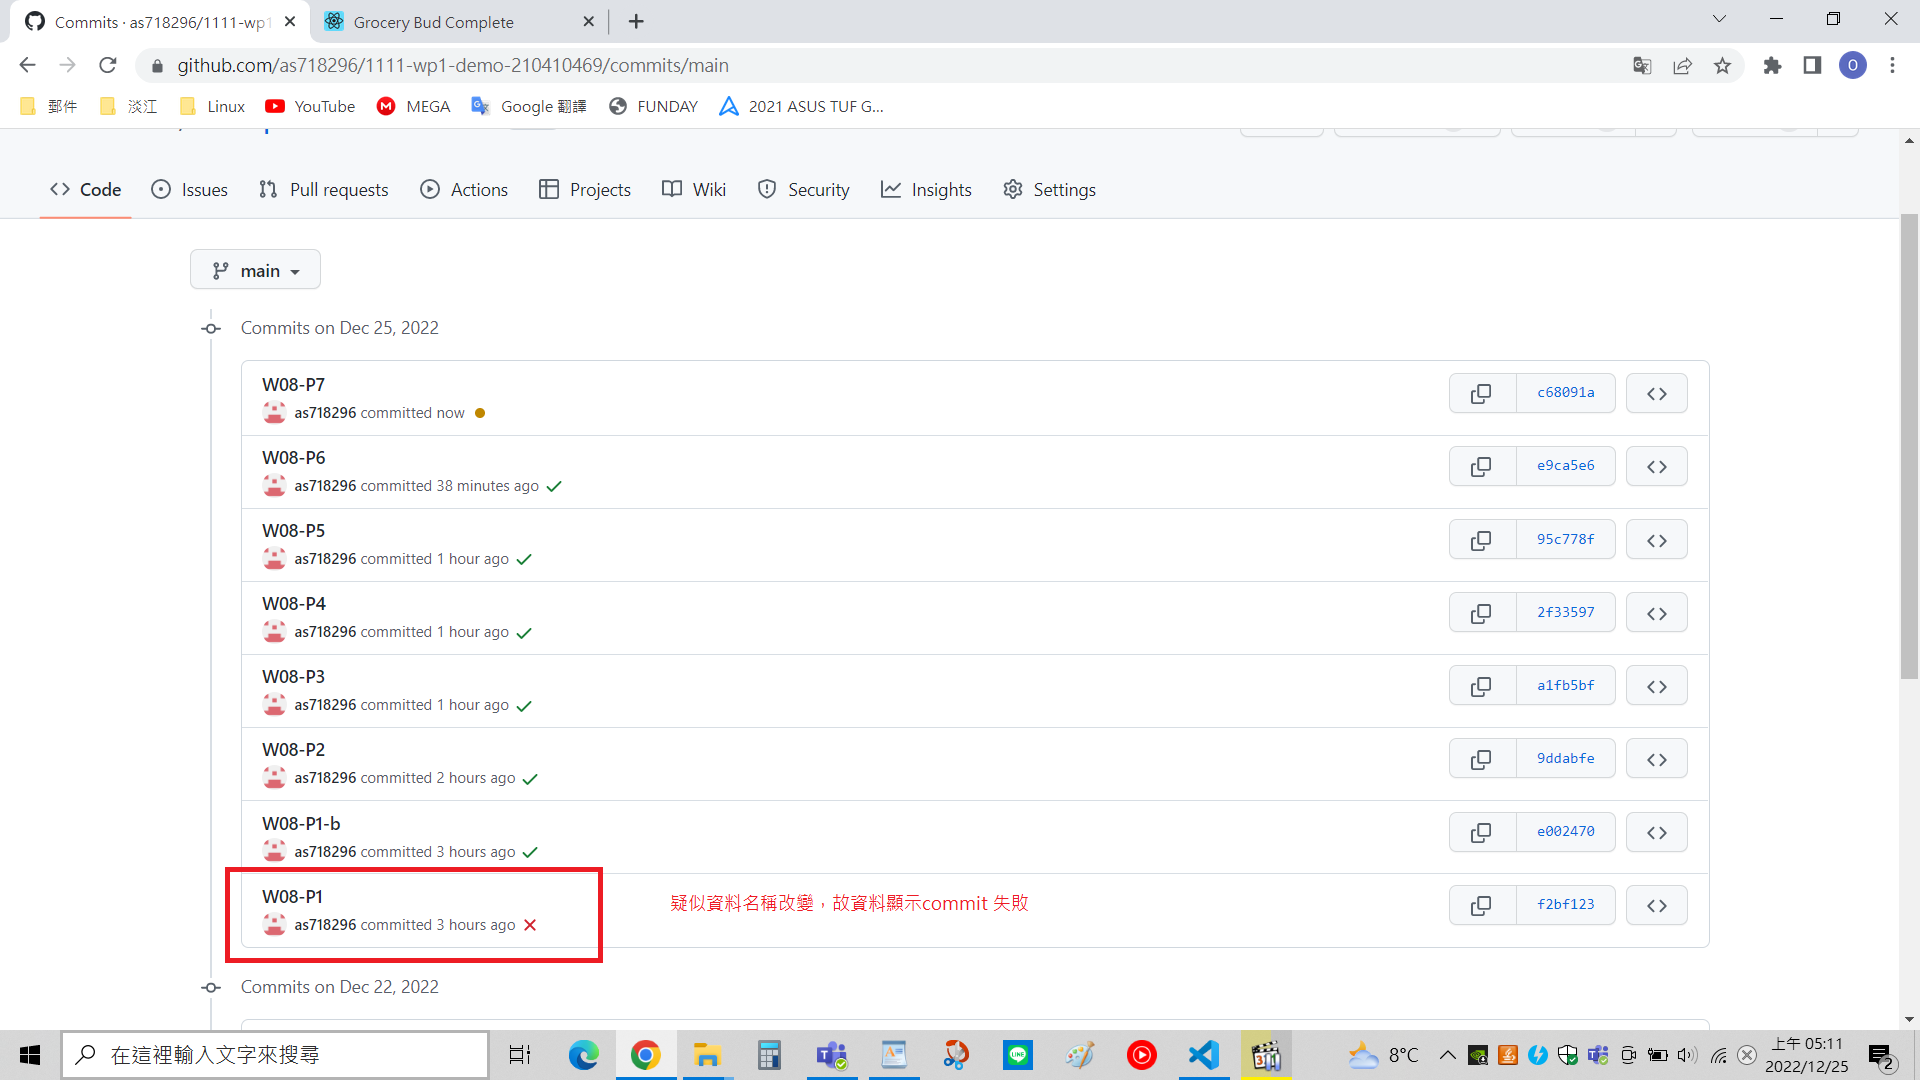 Commits · as718296/1111-wp1
Grocery Bud Complete
github.com/as718296/1111-wp1-demo-210410469/commits/main
O
郵件
淡江
Linux
YouTube
MEGA
Google 翻譯
FUNDAY
2021 ASUS TUF G...
Code
Issues
Pull requests
Actions
Projects
Wiki
Security
Insights
Settings
main
Commits on Dec 25, 2022
W08-P7
as718296 committed now
c68091a
W08-P6
as718296 committed 38 minutes ago
e9ca5e6
W08-P5
as718296 committed 1 hour ago
95c778f
W08-P4
as718296 committed 1 hour ago
2f33597
W08-P3
as718296 committed 1 hour ago
a1fb5bf
W08-P2
as718296 committed 2 hours ago
9ddabfe
W08-P1-b
as718296 committed 3 hours ago
e002470
W08-P1
as718296 committed 3 hours ago
疑似資料名稱改變，故資料顯示commit 失敗
f2bf123
Commits on Dec 22, 2022
在這裡輸入文字來搜尋
8°C
上午 05:11
2022/12/25
2